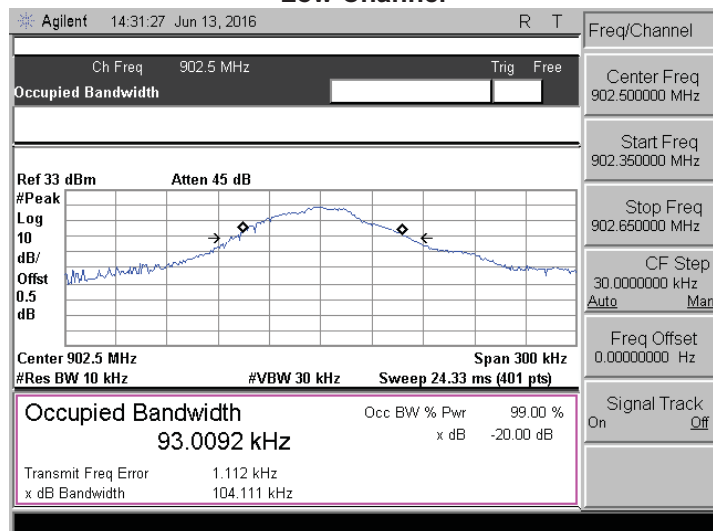 Low Channel
Agilent 14:31:27 Jun 13, 2016 R T
Freq/Channel
Ch Freq 902.5 MHz Trig Free
Occupied Bandwidth
Center Freq
902.500000 MHz
Start Freq
902.350000 MHz
Stop Freq
902.650000 MHz
CF Step
30.0000000 kHz
Auto Man
Freq Offset
0.00000000 Hz
Signal Track
On Off
Ref 33 dBm Atten 45 dB
#Peak
Log
10
dB/
Offst
0.5
dB
Center 902.5 MHz Span 300 kHz
#Res BW 10 kHz #VBW 30 kHz Sweep 24.33 ms (401 pts)
Occupied Bandwidth Occ BW % Pwr 99.00 %
93.0092 kHz x dB -20.00 dB
Transmit Freq Error 1.112 kHz
x dB Bandwidth 104.111 kHz